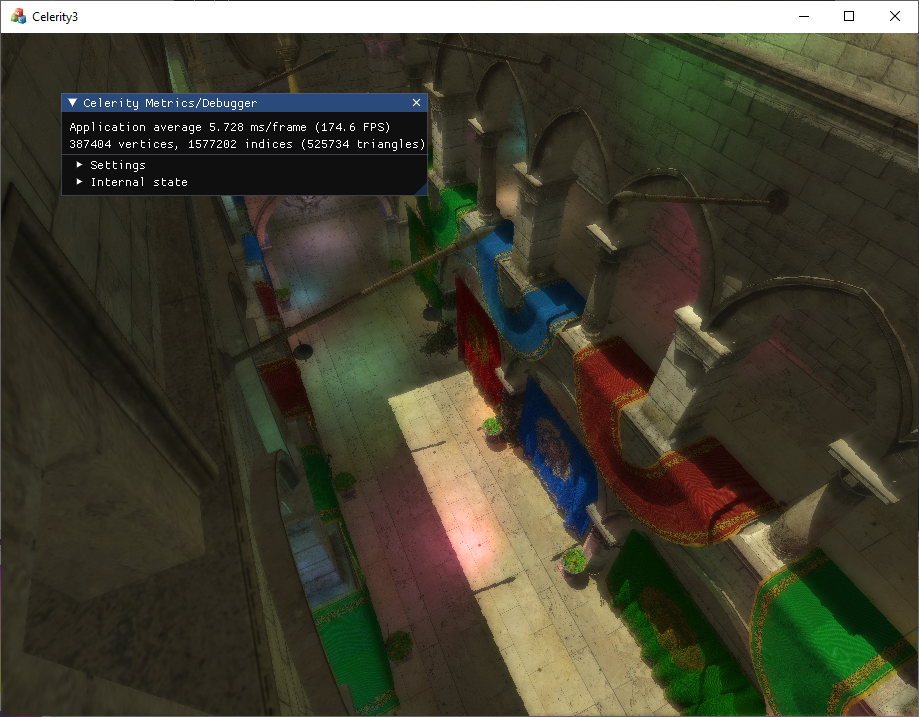 Celerity3
Celerity Metrics/Debugger
Application average 5.728 ms/frame (174.6 FPS)
387404 vertices, 1577202 indices (525734 triangles)
Settings
Internal state